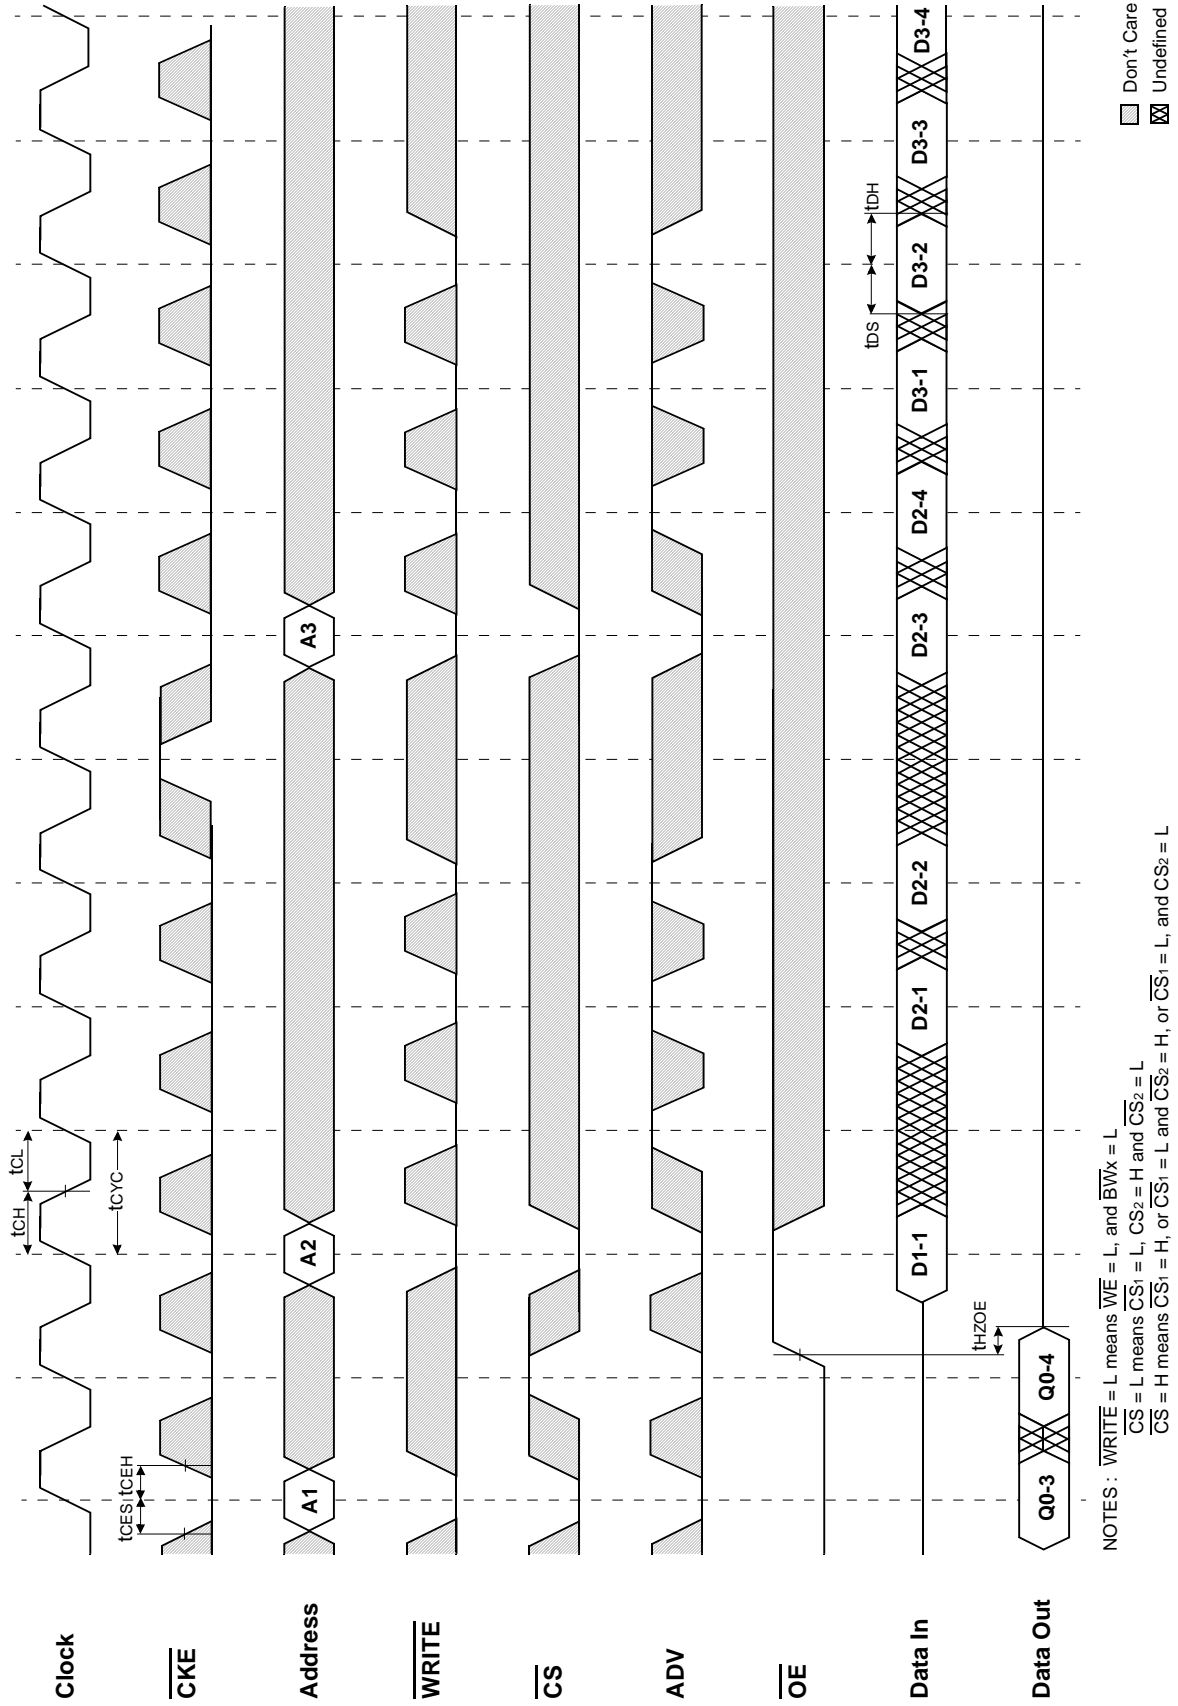 Clock
tCH tCL
tCES tCEH
tCYC
CKE
Address
A1 A2 A3
WRITE
CS
ADV
OE
tDS tDH
Data In
D1-1 D2-1 D2-2 D2-3 D2-4 D3-1 D3-2 D3-3 D3-4
tHZOE
Data Out
Q0-3 Q0-4
NOTES : WRITE = L means WE = L, and BWx = L
CS = L means CS1 = L, CS2 = H and CS2 = L
CS = H means CS1 = H, or CS1 = L and CS2 = H, or CS1 = L, and CS2 = L
Don't Care
Undefined